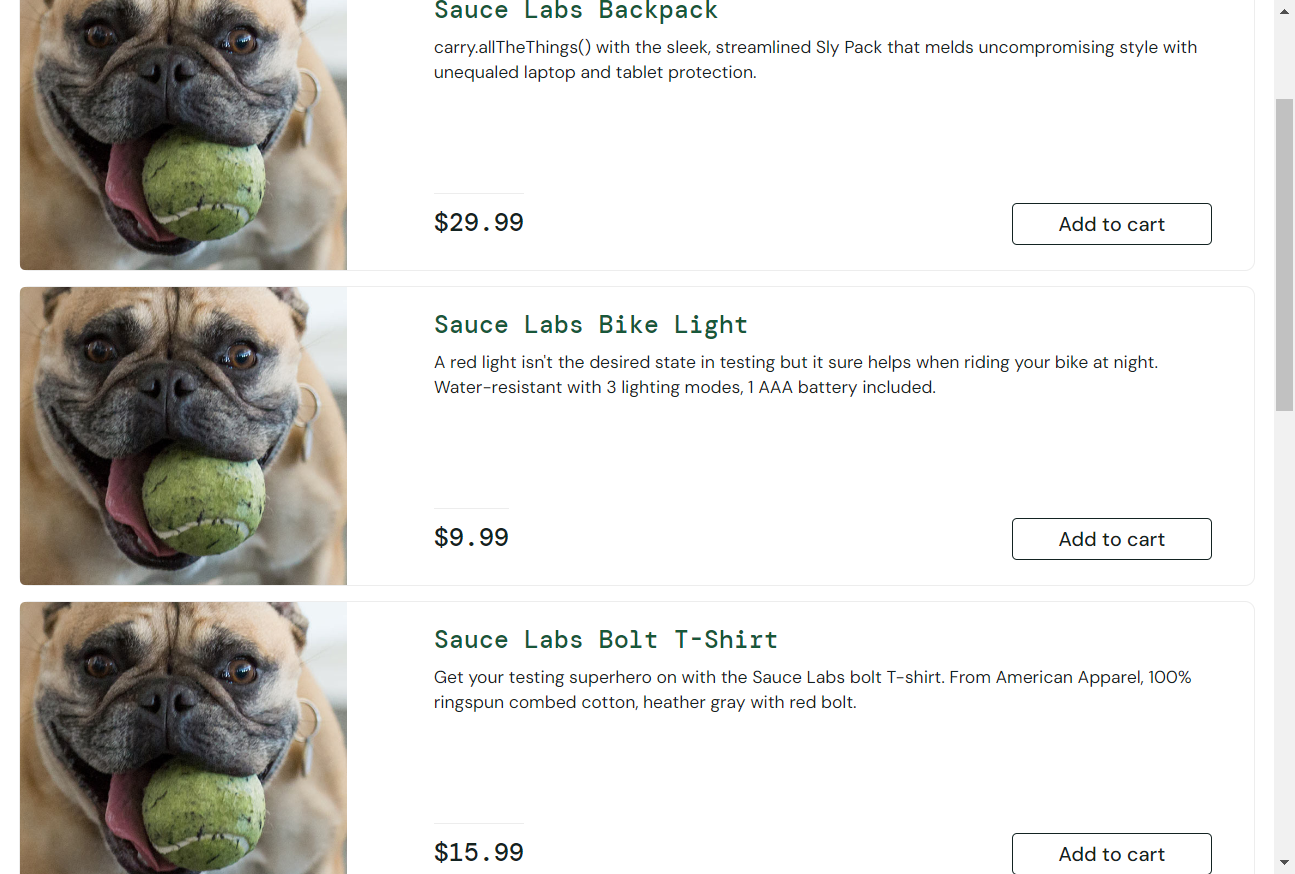 Sauce Labs Backpack
carry.allTheThings() with the sleek, streamlined Sly Pack that melds uncompromising style with
unequaled laptop and tablet protection.
$29.99
Add to cart
Sauce Labs Bike Light
A red light isn't the desired state in testing but it sure helps when riding your bike at night.
Water-resistant with 3 lighting modes, 1 AAA battery included.
$9.99
Add to cart
Sauce Labs Bolt T-Shirt
Get your testing superhero on with the Sauce Labs bolt T-shirt. From American Apparel, 100%
ringspun combed cotton, heather gray with red bolt.
$15.99
Add to cart